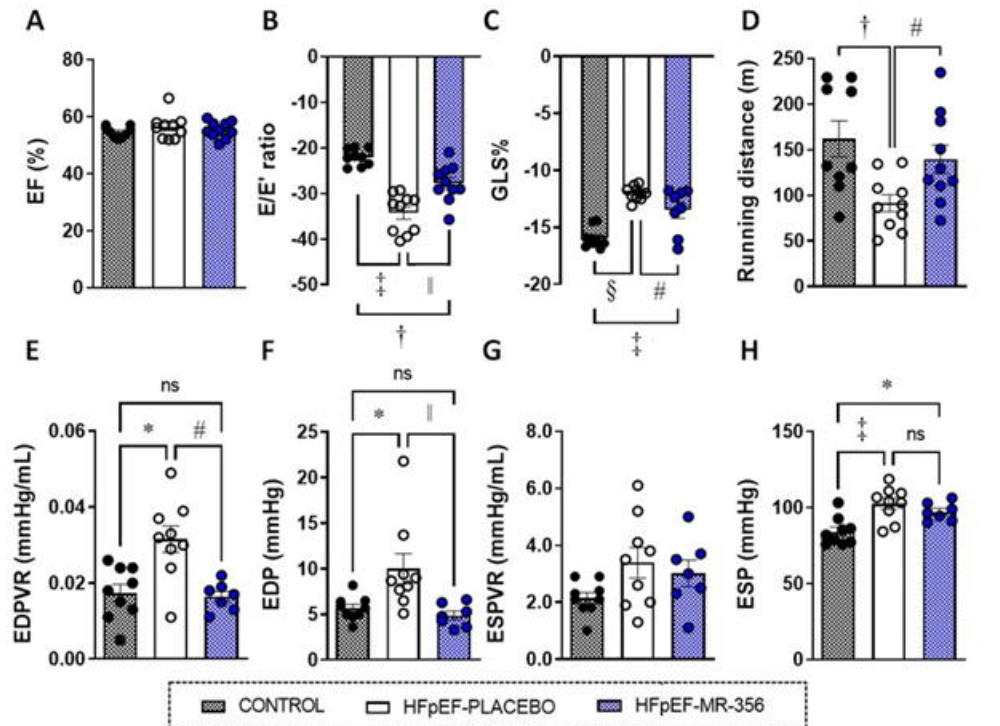 A
80
60
40
20
0
EF (%)
B
0
-10
-20
-30
-40
-50
E/E' ratio
‡
||
†
C
0
-5
-10
-15
-20
GLS%
§
#
‡
D
†
#
250
200
150
100
50
0
Running distance (m)
E
ns
*
#
0.06
0.04
0.02
0.00
EDPVR (mmHg/mL)
F
ns
*
||
25
20
15
10
5
0
EDP (mmHg)
G
8.0
6.0
4.0
2.0
0.0
ESPVR (mmHg/mL)
H
*
‡
ns
150
100
50
0
ESP (mmHg)
CONTROL
HFpEF-PLACEBO
HFpEF-MR-356